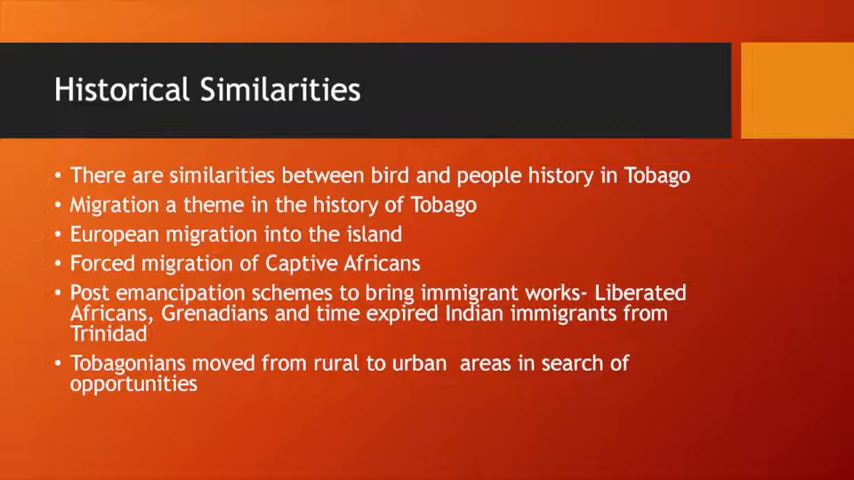 Historical Similarities
• There are similarities between bird and people history in Tobago
• Migration a theme in the history of Tobago
• European migration into the island
• Forced migration of Captive Africans
• Post emancipation schemes to bring immigrant works- Liberated
Africans, Grenadians and time expired Indian immigrants from
Trinidad
• Tobagonians moved from rural to urban  areas in search of
opportunities